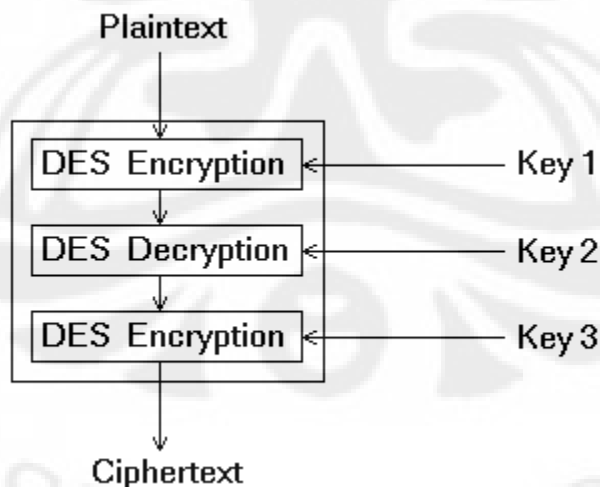 Plaintext
DES Encryption
Key 1
DES Decryption
Key 2
DES Encryption
Key 3
Ciphertext